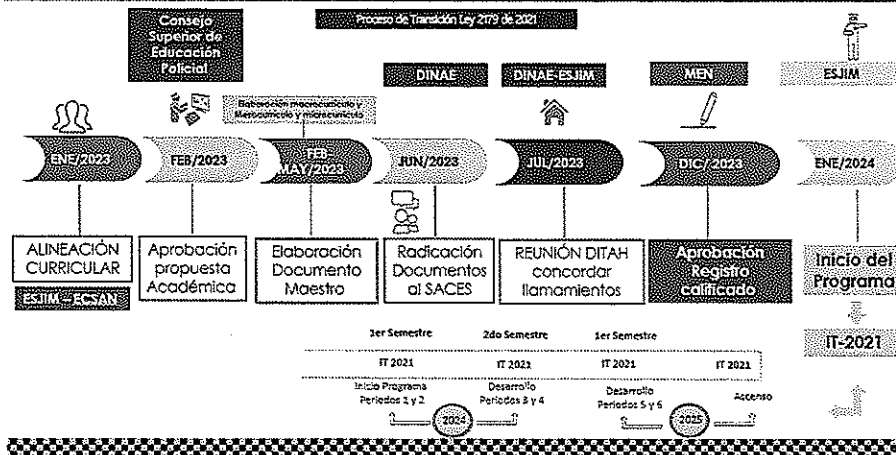 Proceso de Transición Ley 2179 de 2021
Consejo
Superior de
Educación
Policial
DINAE
DINAE-ESJIM
MEN
ESJIM
Elaboración macrocurrículo y
Mesocurrículo y microcurrículo
ENE/2023
FEB/2023
FEB
MAY/2023
JUN/2023
JUL/2023
DIC/2023
ENE/2024
ALINEACIÓN
CURRICULAR
ESJIM – ECSAN
Aprobación
propuesta
Académica
Elaboración
Documento
Maestro
Radicación
Documentos
al SACES
REUNIÓN DITAH
concordar
llamamientos
Aprobación
Registro
calificado
Inicio del
Programa
IT-2021
1er Semestre
2do Semestre
1er Semestre
IT 2021
IT 2021
IT 2021
IT 2021
Inicio Programa
Periodos 1 y 2
Desarrollo
Periodos 3 y 4
Desarrollo
Periodos 5 y 6
Ascenso
2024
2025